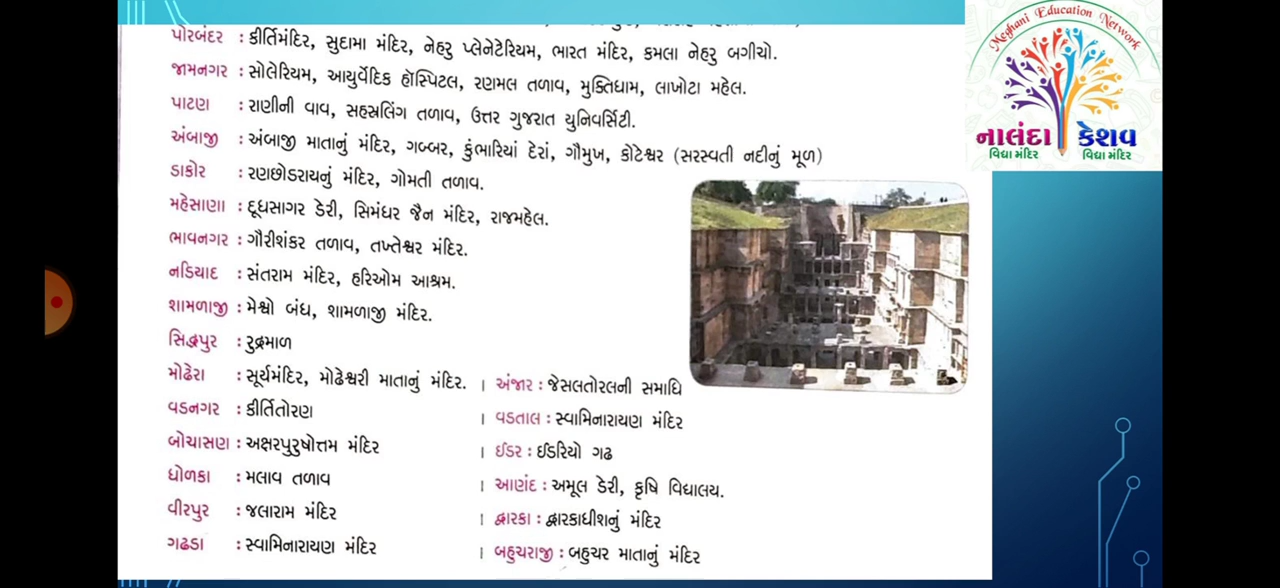 પોરબંદર : કીર્તિમંદિર, સુદામા મંદિર, નેહરુ પ્લેનેટેરિયમ, ભારત મંદિર, કમલા નેહરુ બગીચો.
જામનગર : સોલેરિયમ, આયુર્વેદિક હૉસ્પિટલ, રણમલ તળાવ, મુક્તિધામ, લાખોટા મહેલ.
પાટણ : રાણીની વાવ, સહસ્રલિંગ તળાવ, ઉત્તર ગુજરાત યુનિવર્સિટી.
અંબાજી : અંબાજી માતાનું મંદિર, ગબ્બર, કુંભારિયાં દેરાં, ગૌમુખ, કોટેશ્વર (સરસ્વતી નદીનું મૂળ)
ડાકોર : રણછોડરાયનું મંદિર, ગોમતી તળાવ.
મહેસાણા : દૂધસાગર ડેરી, સિમંધર જૈન મંદિર, રાજમહેલ.
ભાવનગર : ગૌરીશંકર તળાવ, તખ્તેશ્વર મંદિર.
નડિયાદ : સંતરામ મંદિર, હરિઓમ આશ્રમ.
શામળાજી : મેશ્વો બંધ, શામળાજી મંદિર.
સિદ્ધપુર : રુદ્રમાળ
મોઢેરા : સૂર્યમંદિર, મોઢેશ્વરી માતાનું મંદિર. | અંજાર : જેસલતોરલની સમાધિ
વડનગર : કીર્તિતોરણ | વડતાલ : સ્વામિનારાયણ મંદિર
બોચાસણ : અક્ષરપુરુષોત્તમ મંદિર | ઈડર : ઈડરિયો ગઢ
ધોળકા : મલાવ તળાવ | આણંદ : અમૂલ ડેરી, કૃષિ વિદ્યાલય.
વીરપુર : જલારામ મંદિર | દ્વારકા : દ્વારકાધીશનું મંદિર
ગઢડા : સ્વામિનારાયણ મંદિર | બહુચરાજી : બહુચર માતાનું મંદિર
Meghani Education Network
નાલંદા કેશવ
વિદ્યા મંદિર વિદ્યા મંદિર